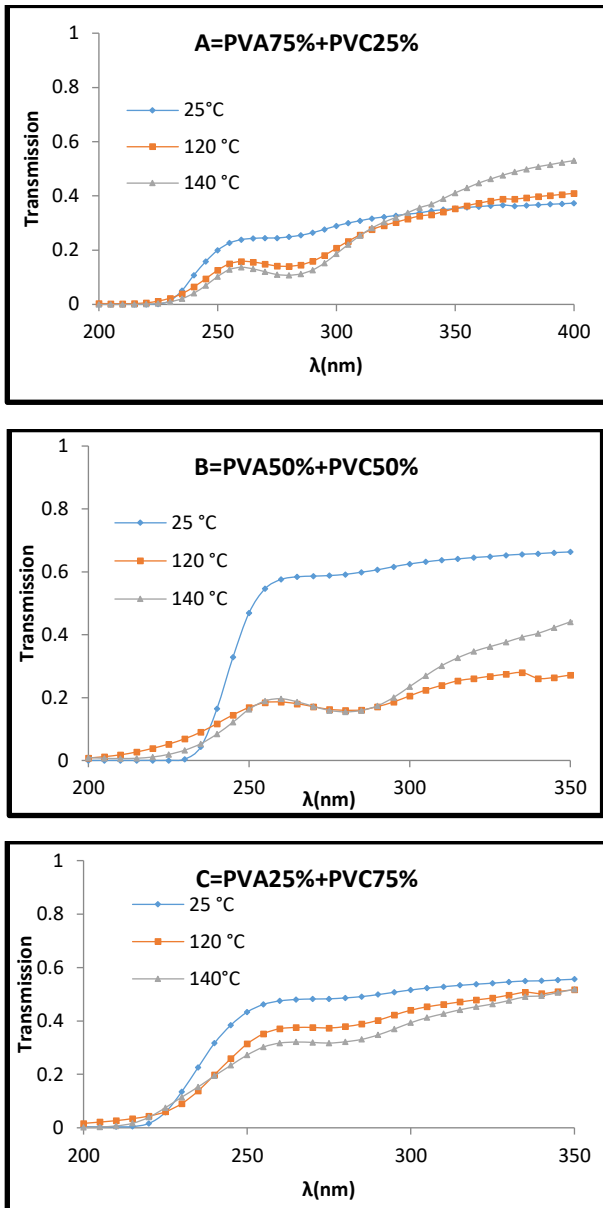 A=PVA75%+PVC25%
1
0.8
0.6
0.4
0.2
0
Transmission
25°C
120 °C
140 °C
200
250
300
350
400
λ(nm)
B=PVA50%+PVC50%
1
0.8
0.6
0.4
0.2
0
Transmission
25 °C
120 °C
140 °C
200
250
300
350
λ(nm)
C=PVA25%+PVC75%
1
0.8
0.6
0.4
0.2
0
Transmission
25 °C
120 °C
140°C
200
250
300
350
λ(nm)